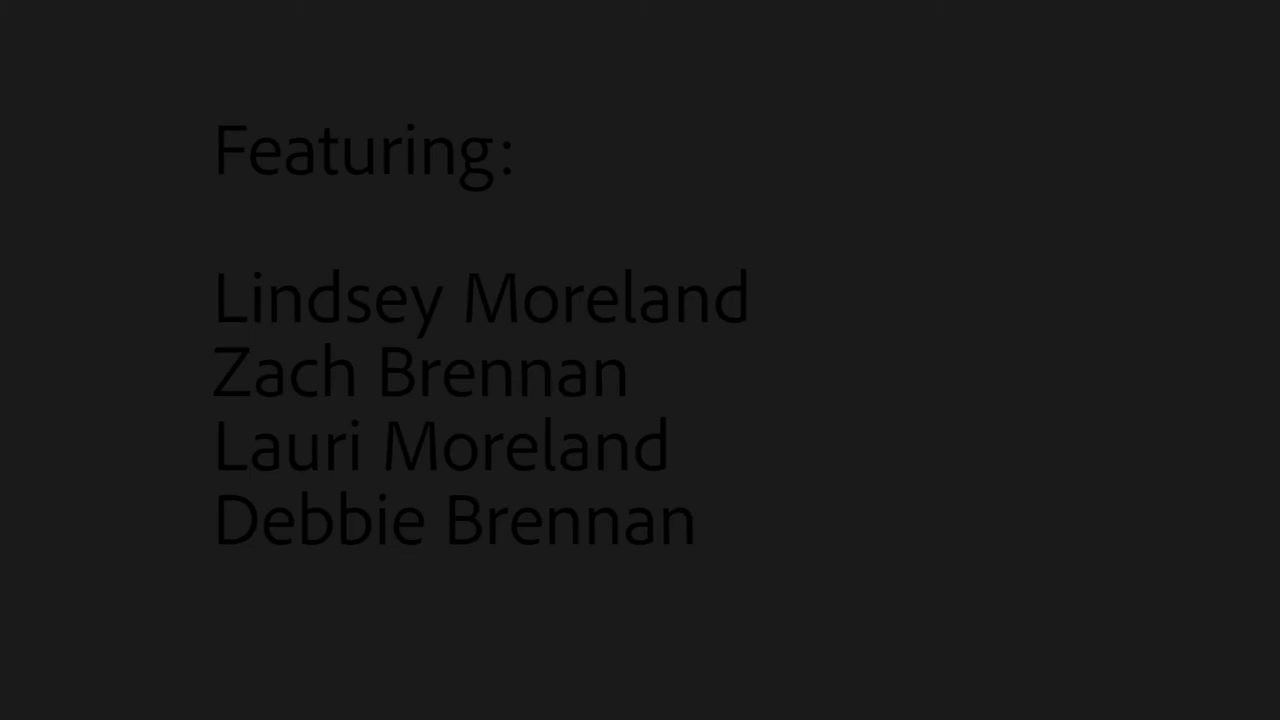 Featuring:
Lindsey Moreland
Zach Brennan
Lauri Moreland
Debbie Brennan